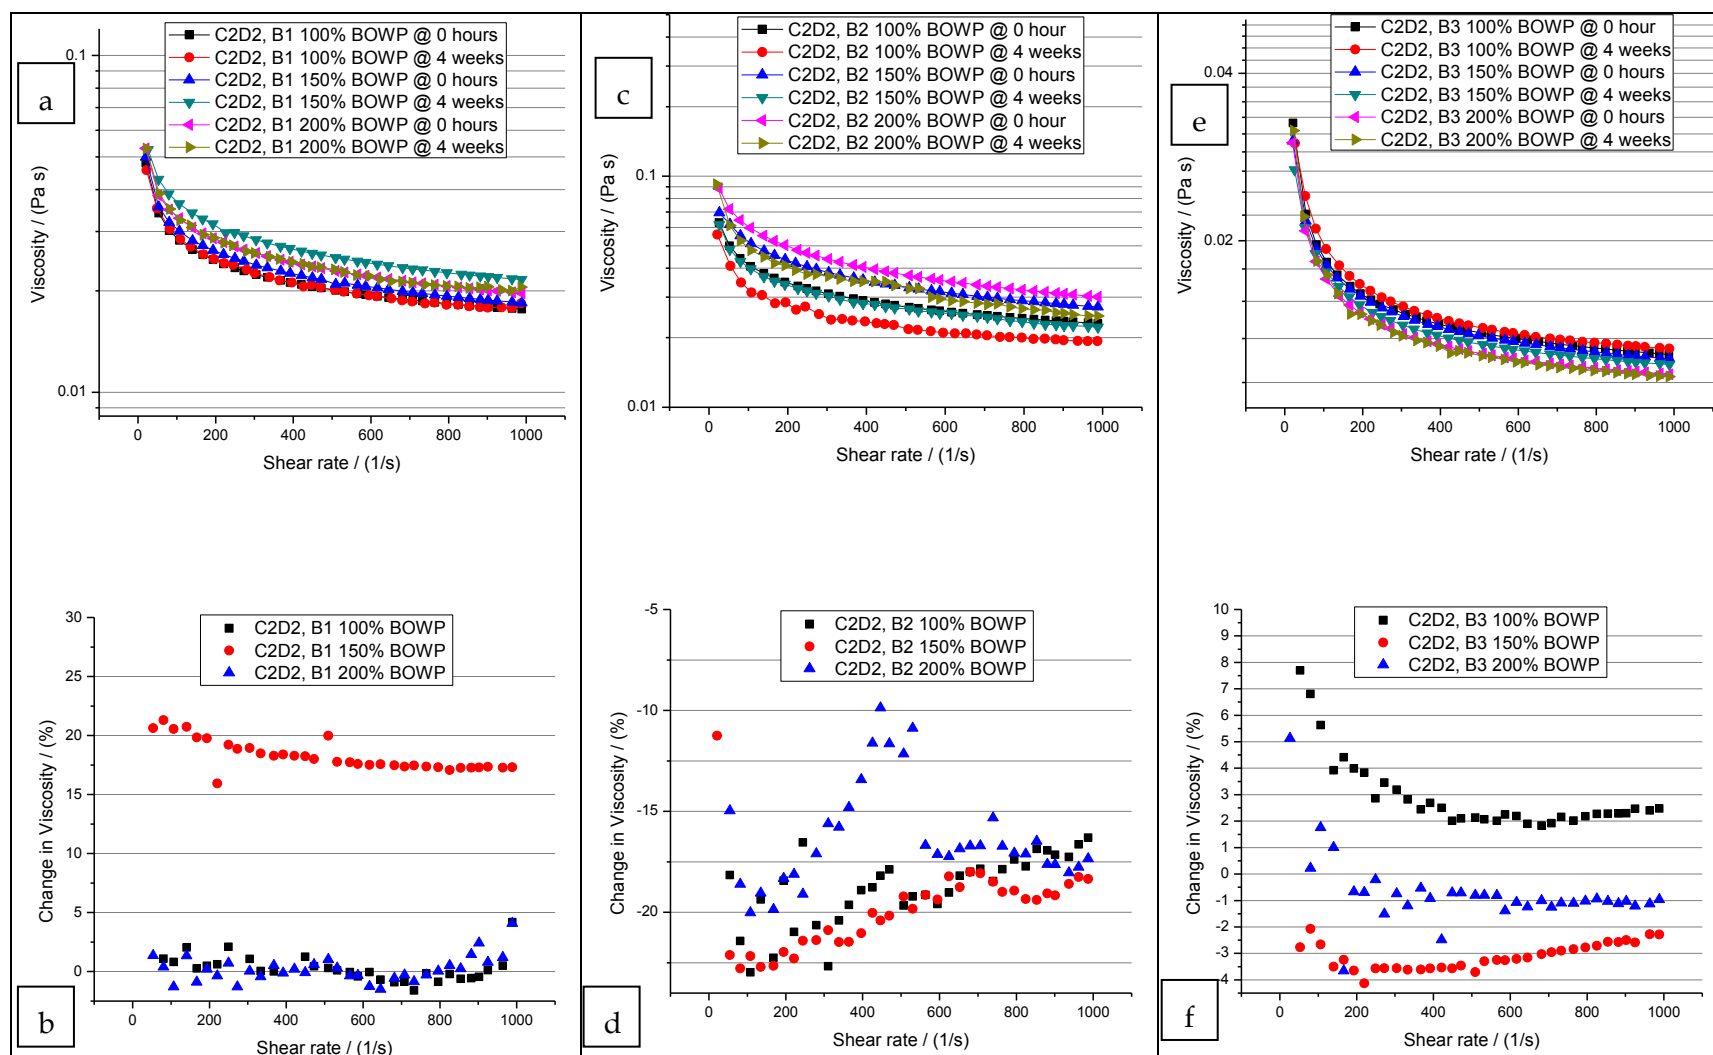 a
C2D2, B1 100% BOWP @ 0 hours
C2D2, B1 100% BOWP @ 4 weeks
C2D2, B1 150% BOWP @ 0 hours
C2D2, B1 150% BOWP @ 4 weeks
C2D2, B1 200% BOWP @ 0 hours
C2D2, B1 200% BOWP @ 4 weeks
Viscosity / (Pa s)
0.1
0.01
0 200 400 600 800 1000
Shear rate / (1/s)
c
C2D2, B2 100% BOWP @ 0 hour
C2D2, B2 100% BOWP @ 4 weeks
C2D2, B2 150% BOWP @ 0 hours
C2D2, B2 150% BOWP @ 4 weeks
C2D2, B2 200% BOWP @ 0 hour
C2D2, B2 200% BOWP @ 4 weeks
Viscosity / (Pa s)
0.1
0.01
0 200 400 600 800 1000
Shear rate / (1/s)
e
C2D2, B3 100% BOWP @ 0 hour
C2D2, B3 100% BOWP @ 4 weeks
C2D2, B3 150% BOWP @ 0 hours
C2D2, B3 150% BOWP @ 4 weeks
C2D2, B3 200% BOWP @ 0 hours
C2D2, B3 200% BOWP @ 4 weeks
Viscosity / (Pa s)
0.04
0.02
0 200 400 600 800 1000
Shear rate / (1/s)
b
C2D2, B1 100% BOWP
C2D2, B1 150% BOWP
C2D2, B1 200% BOWP
Change in Viscosity / (%)
30
25
20
15
10
5
0
0 200 400 600 800 1000
Shear rate / (1/s)
d
C2D2, B2 100% BOWP
C2D2, B2 150% BOWP
C2D2, B2 200% BOWP
Change in Viscosity / (%)
-5
-10
-15
-20
0 200 400 600 800 1000
Shear rate / (1/s)
f
C2D2, B3 100% BOWP
C2D2, B3 150% BOWP
C2D2, B3 200% BOWP
Change in Viscosity / (%)
10
9
8
7
6
5
4
3
2
1
0
-1
-2
-3
-4
0 200 400 600 800 1000
Shear rate / (1/s)